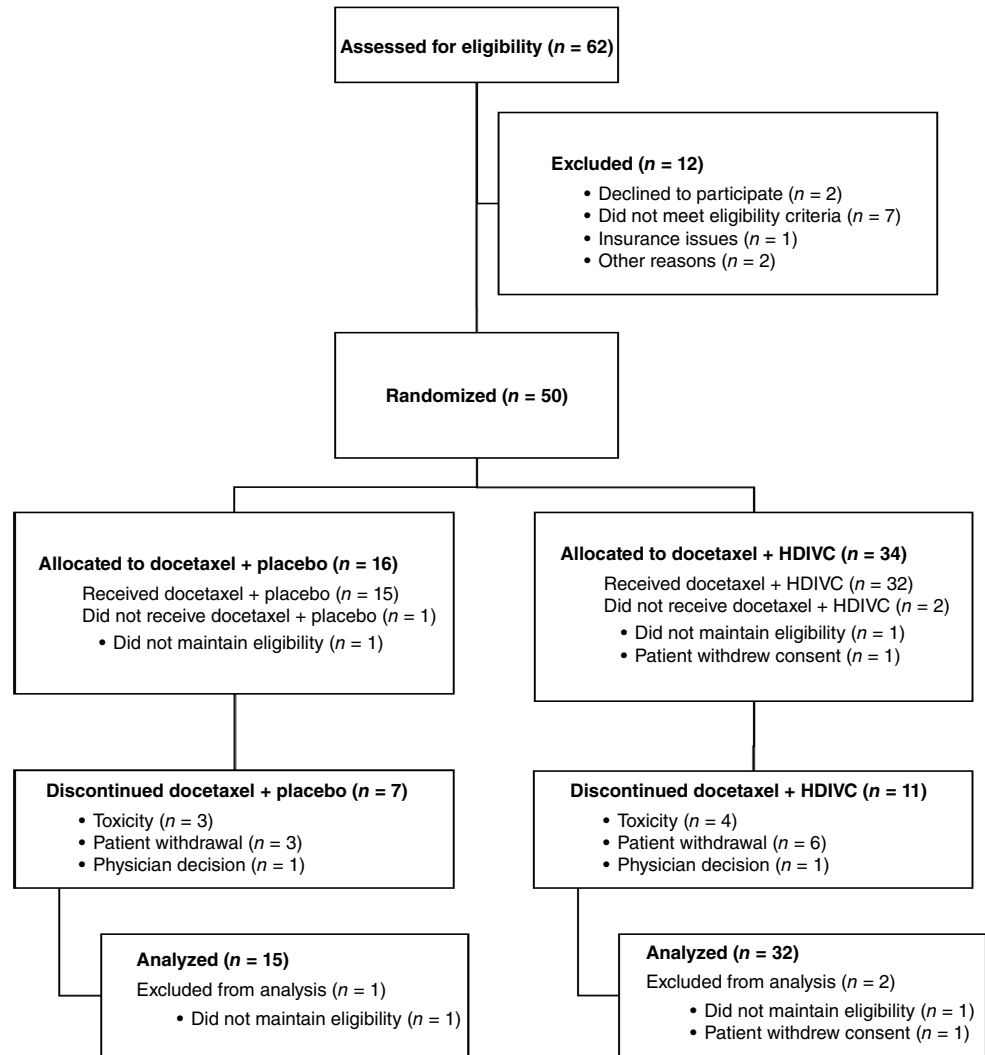 Assessed for eligibility (n = 62)
Excluded (n = 12)
• Declined to participate (n = 2)
• Did not meet eligibility criteria (n = 7)
• Insurance issues (n = 1)
• Other reasons (n = 2)
Randomized (n = 50)
Allocated to docetaxel + placebo (n = 16)
Received docetaxel + placebo (n = 15)
Did not receive docetaxel + placebo (n = 1)
• Did not maintain eligibility (n = 1)
Allocated to docetaxel + HDIVC (n = 34)
Received docetaxel + HDIVC (n = 32)
Did not receive docetaxel + HDIVC (n = 2)
• Did not maintain eligibility (n = 1)
• Patient withdrew consent (n = 1)
Discontinued docetaxel + placebo (n = 7)
• Toxicity (n = 3)
• Patient withdrawal (n = 3)
• Physician decision (n = 1)
Discontinued docetaxel + HDIVC (n = 11)
• Toxicity (n = 4)
• Patient withdrawal (n = 6)
• Physician decision (n = 1)
Analyzed (n = 15)
Excluded from analysis (n = 1)
• Did not maintain eligibility (n = 1)
Analyzed (n = 32)
Excluded from analysis (n = 2)
• Did not maintain eligibility (n = 1)
• Patient withdrew consent (n = 1)